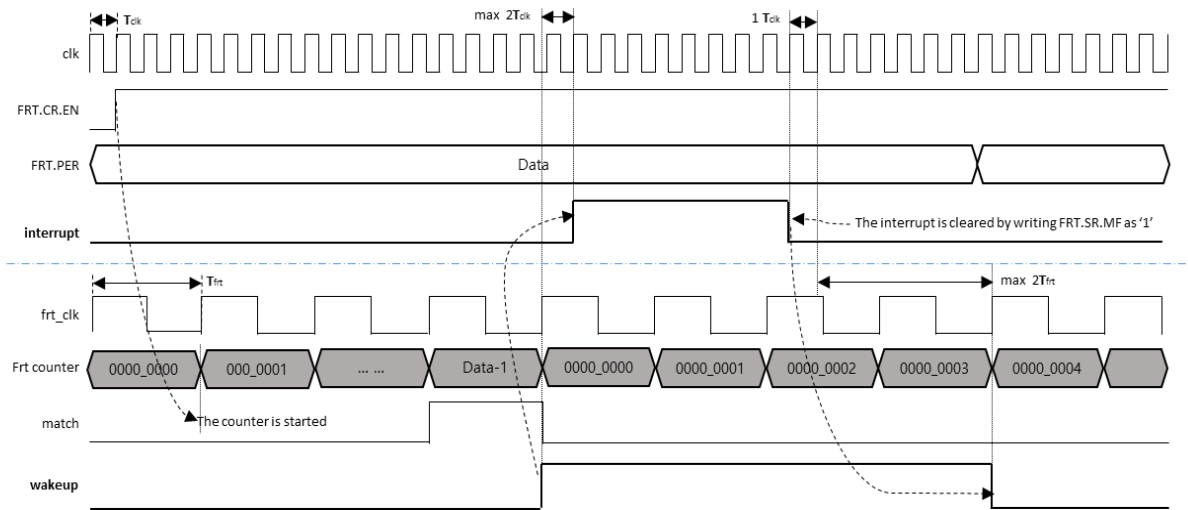 Tclk
max 2Tclk
1 Tclk
clk
FRT.CR.EN
FRT.PER
Data
interrupt
The interrupt is cleared by writing FRT.SR.MF as ‘1’
Tfrt
max 2Tfrt
frt_clk
Frt counter
0000_0000
000_0001
... ...
Data-1
0000_0000
0000_0001
0000_0002
0000_0003
0000_0004
match
The counter is started
wakeup